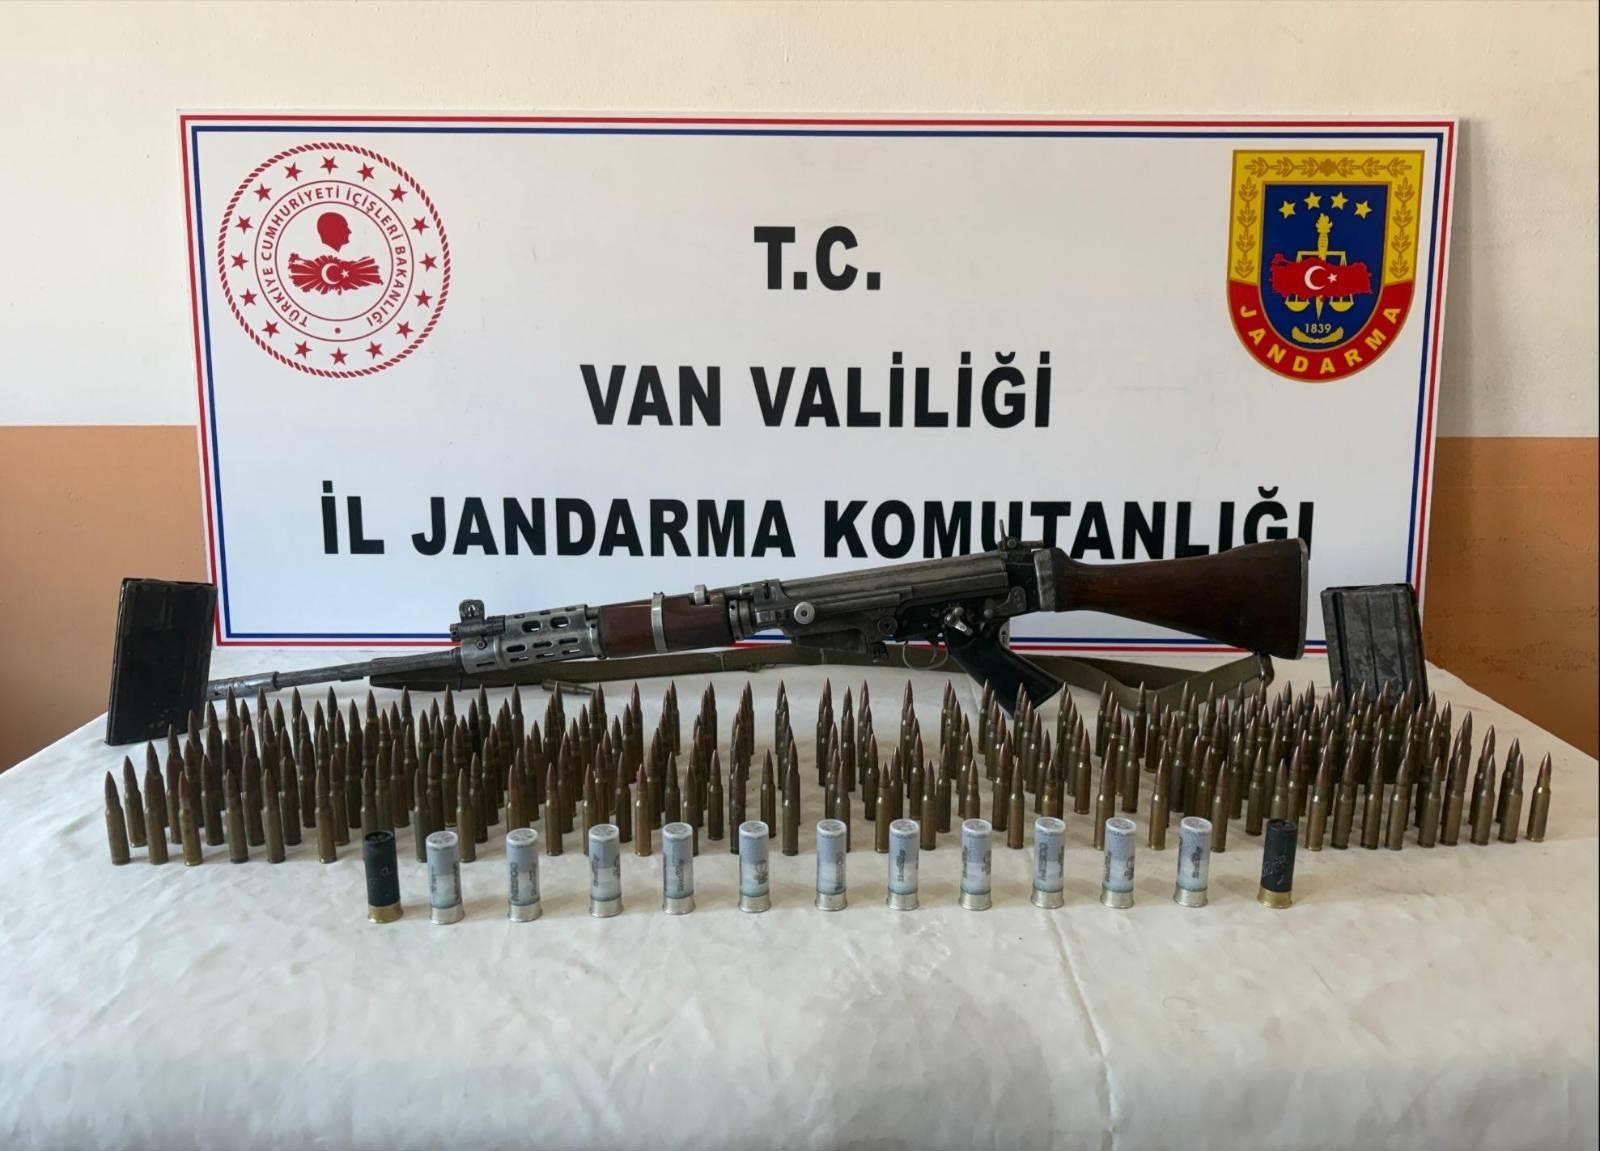 TÜRKİYE CUMHURİYETİ İÇİŞLERİ BAKANLIĞI
T.C.
VAN VALİLİĞİ
İL JANDARMA KOMUTANLIĞI
1839
JANDARMA